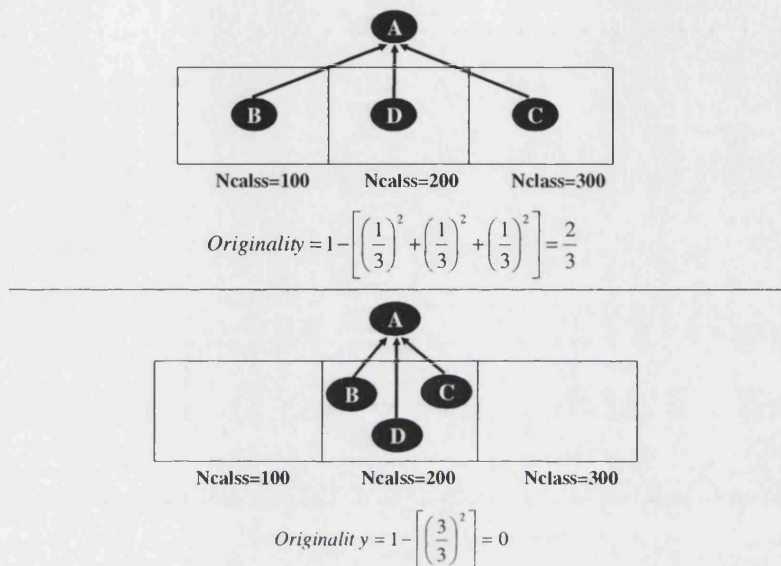 A
B D C
Ncalss=100 Ncalss=200 Nclass=300
Originality = 1 − [ (1/3)² + (1/3)² + (1/3)² ] = 2/3
A
B C
D
Ncalss=100 Ncalss=200 Nclass=300
Originalit y = 1 − [ (3/3)² ] = 0